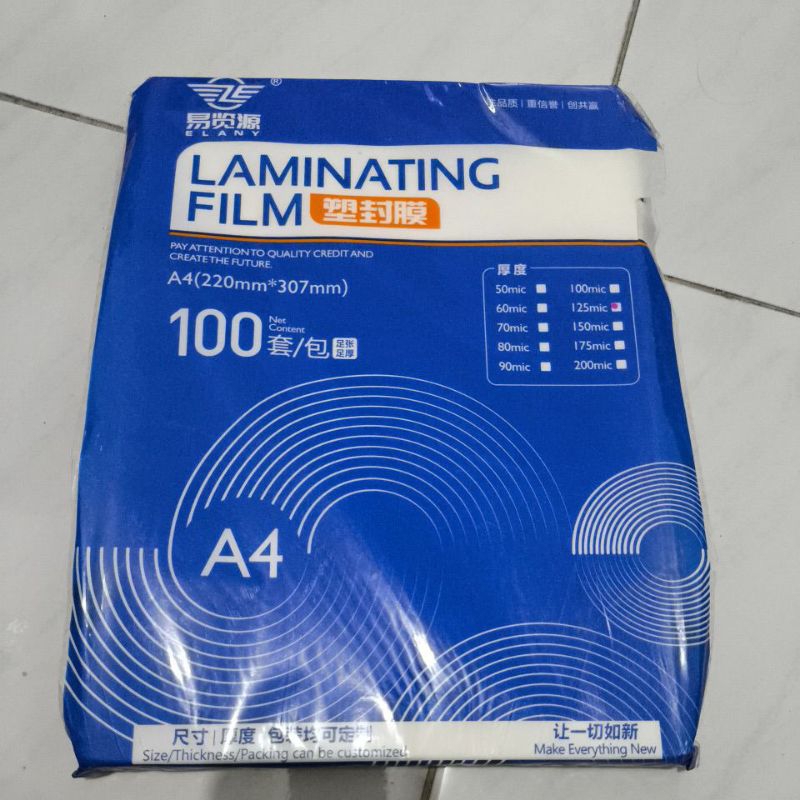 ®
易览源
ELANY
品质 | 重信誉 | 创共赢
LAMINATING
FILM 塑封膜
PAY ATTENTION TO QUALITY CREDIT AND
CREATE THE FUTURE.
A4(220mm*307mm)
100 Net Content 套/包 足张 足厚
厚度
50mic 100mic
60mic 125mic
70mic 150mic
80mic 175mic
90mic 200mic
A4
尺寸 | 厚度 | 包装均可定制
Size/Thickness/Packing can be customized
让一切如新
Make Everything New